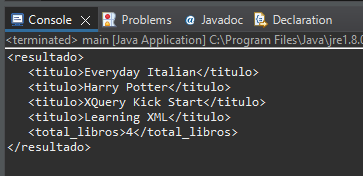 Console Problems @ Javadoc Declaration
<terminated> main [Java Application] C:\Program Files\Java\jre1.8.0
<resultado>
<titulo>Everyday Italian</titulo>
<titulo>Harry Potter</titulo>
<titulo>XQuery Kick Start</titulo>
<titulo>Learning XML</titulo>
<total_libros>4</total_libros>
</resultado>